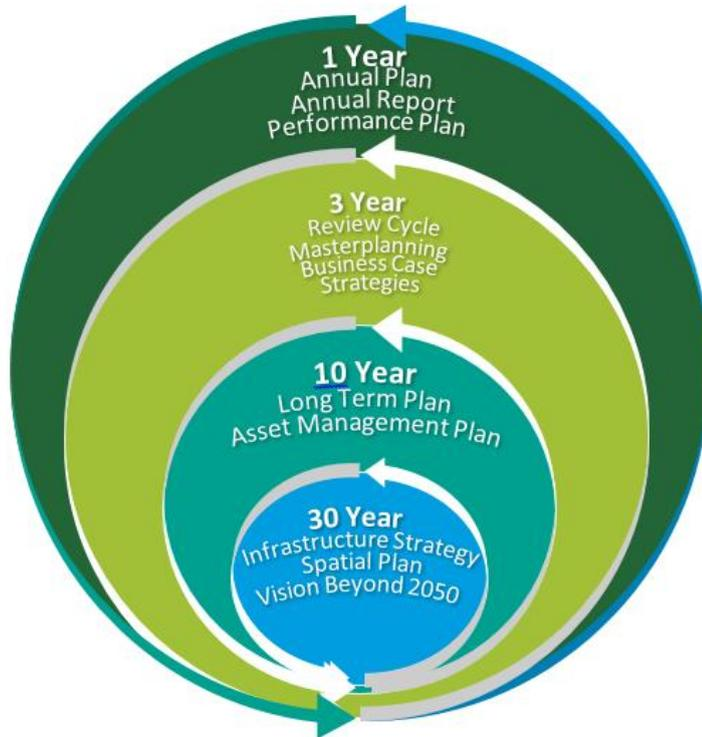 1 Year
Annual Plan
Annual Report
Performance Plan
3 Year
Review Cycle
Masterplanning
Business Case
Strategies
10 Year
Long Term Plan
Asset Management Plan
30 Year
Infrastructure Strategy
Spatial Plan
Vision Beyond 2050